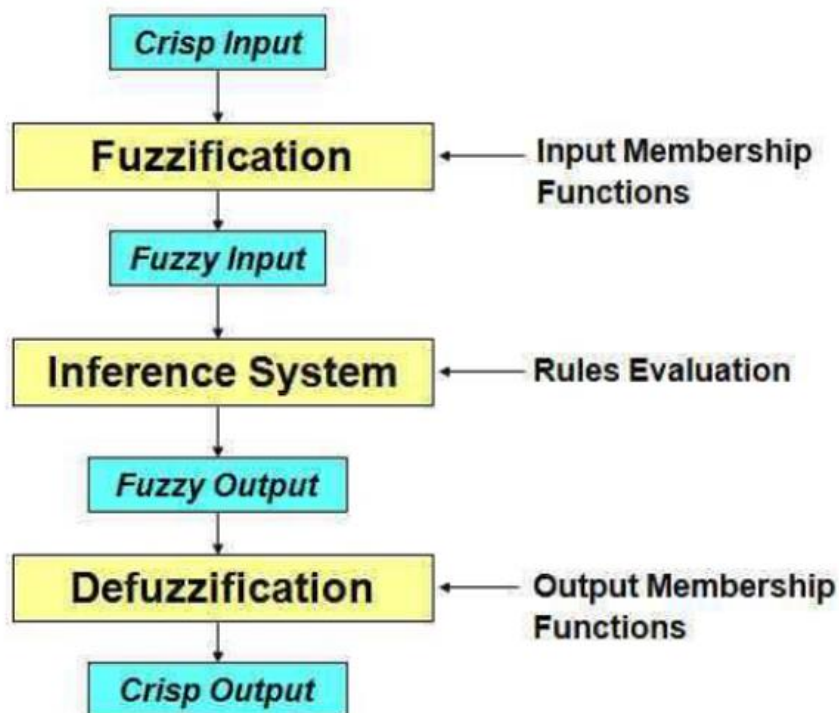 Crisp Input
Fuzzification
Input Membership
Functions
Fuzzy Input
Inference System
Rules Evaluation
Fuzzy Output
Defuzzification
Output Membership
Functions
Crisp Output